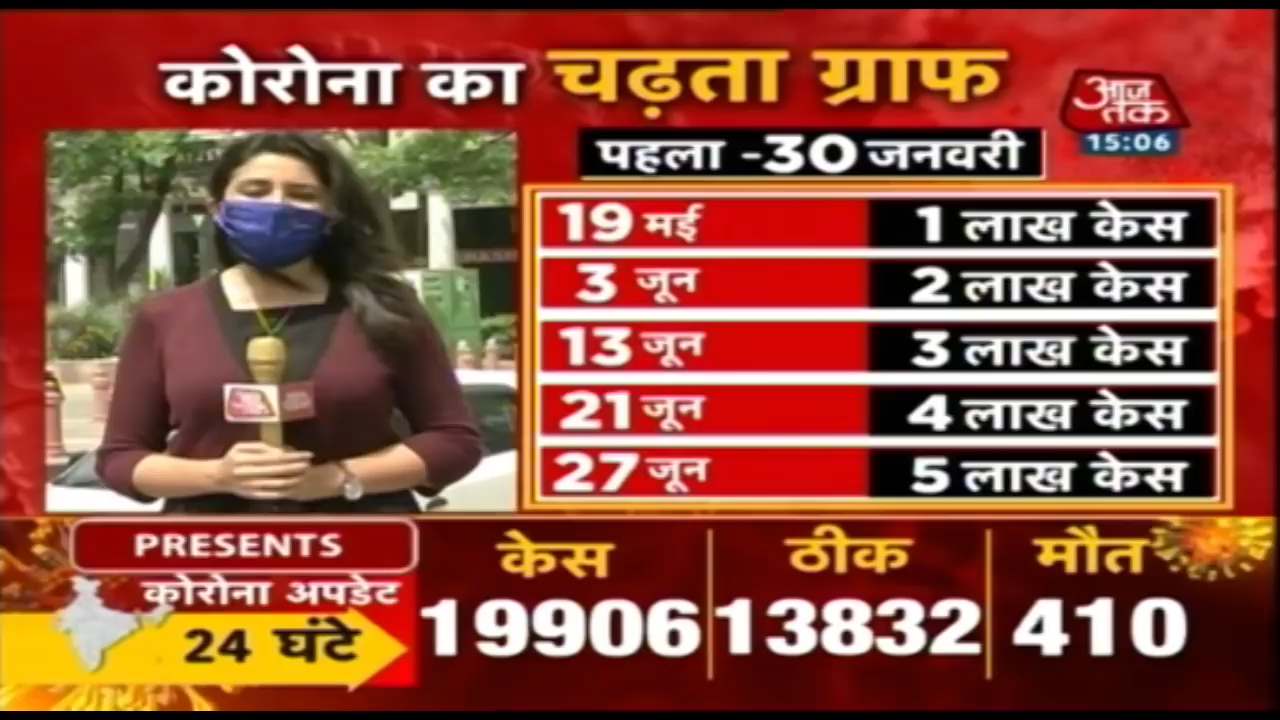 कोरोना का चढ़ता ग्राफ
आज तक
15:06
पहला -30 जनवरी
19 मई 1 लाख केस
3 जून 2 लाख केस
13 जून 3 लाख केस
21 जून 4 लाख केस
27 जून 5 लाख केस
PRESENTS
कोरोना अपडेट
24 घंटे
केस ठीक मौत
19906 13832 410